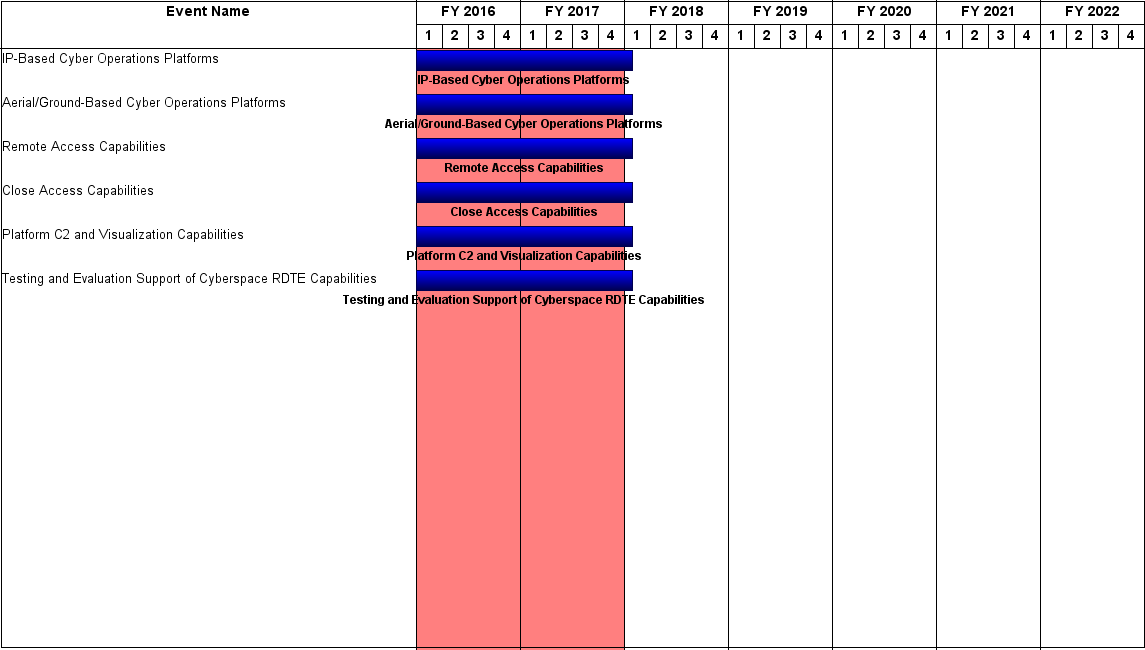 Event Name FY 2016 FY 2017 FY 2018 FY 2019 FY 2020 FY 2021 FY 2022
1 2 3 4 1 2 3 4 1 2 3 4 1 2 3 4 1 2 3 4 1 2 3 4 1 2 3 4
IP-Based Cyber Operations Platforms
IP-Based Cyber Operations Platforms
Aerial/Ground-Based Cyber Operations Platforms
Aerial/Ground-Based Cyber Operations Platforms
Remote Access Capabilities
Remote Access Capabilities
Close Access Capabilities
Close Access Capabilities
Platform C2 and Visualization Capabilities
Platform C2 and Visualization Capabilities
Testing and Evaluation Support of Cyberspace RDTE Capabilities
Testing and Evaluation Support of Cyberspace RDTE Capabilities